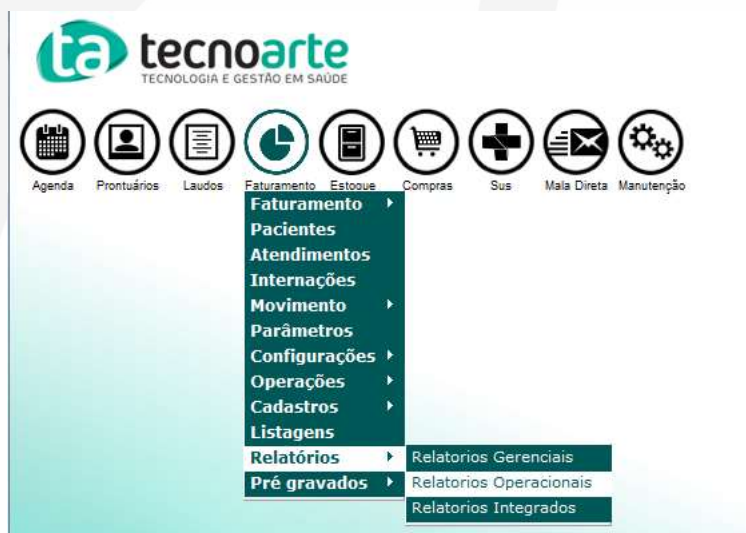 ta tecnoarte
TECNOLOGIA E GESTÃO EM SAÚDE
Agenda Prontuários Laudos Faturamento Estoque Compras Sus Mala Direta Manutenção
Faturamento
Pacientes
Atendimentos
Internações
Movimento
Parâmetros
Configurações
Operações
Cadastros
Listagens
Relatórios Relatorios Gerenciais
Pré gravados Relatorios Operacionais
Relatorios Integrados